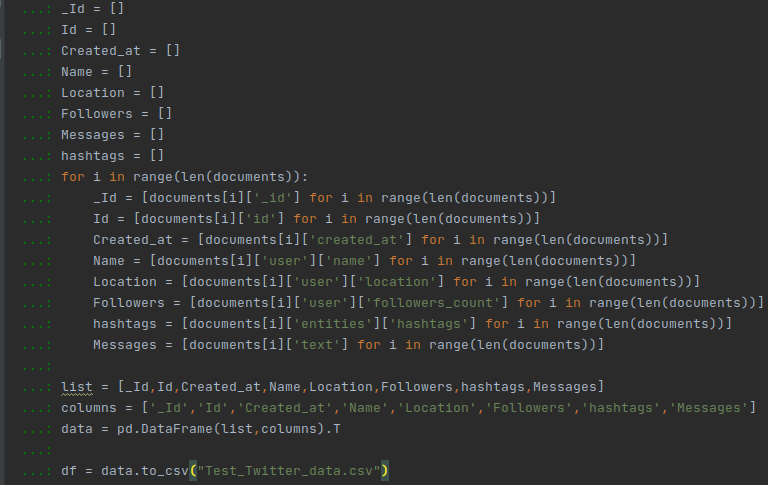 ...: _Id = []
...: Id = []
...: Created_at = []
...: Name = []
...: Location = []
...: Followers = []
...: Messages = []
...: hashtags = []
...: for i in range(len(documents)):
...:     _Id = [documents[i]['_id'] for i in range(len(documents))]
...:     Id = [documents[i]['id'] for i in range(len(documents))]
...:     Created_at = [documents[i]['created_at'] for i in range(len(documents))]
...:     Name = [documents[i]['user']['name'] for i in range(len(documents))]
...:     Location = [documents[i]['user']['location'] for i in range(len(documents))]
...:     Followers = [documents[i]['user']['followers_count'] for i in range(len(documents))]
...:     hashtags = [documents[i]['entities']['hashtags'] for i in range(len(documents))]
...:     Messages = [documents[i]['text'] for i in range(len(documents))]
...:
...: list = [_Id,Id,Created_at,Name,Location,Followers,hashtags,Messages]
...: columns = ['_Id','Id','Created_at','Name','Location','Followers','hashtags','Messages']
...: data = pd.DataFrame(list,columns).T
...:
...: df = data.to_csv("Test_Twitter_data.csv")